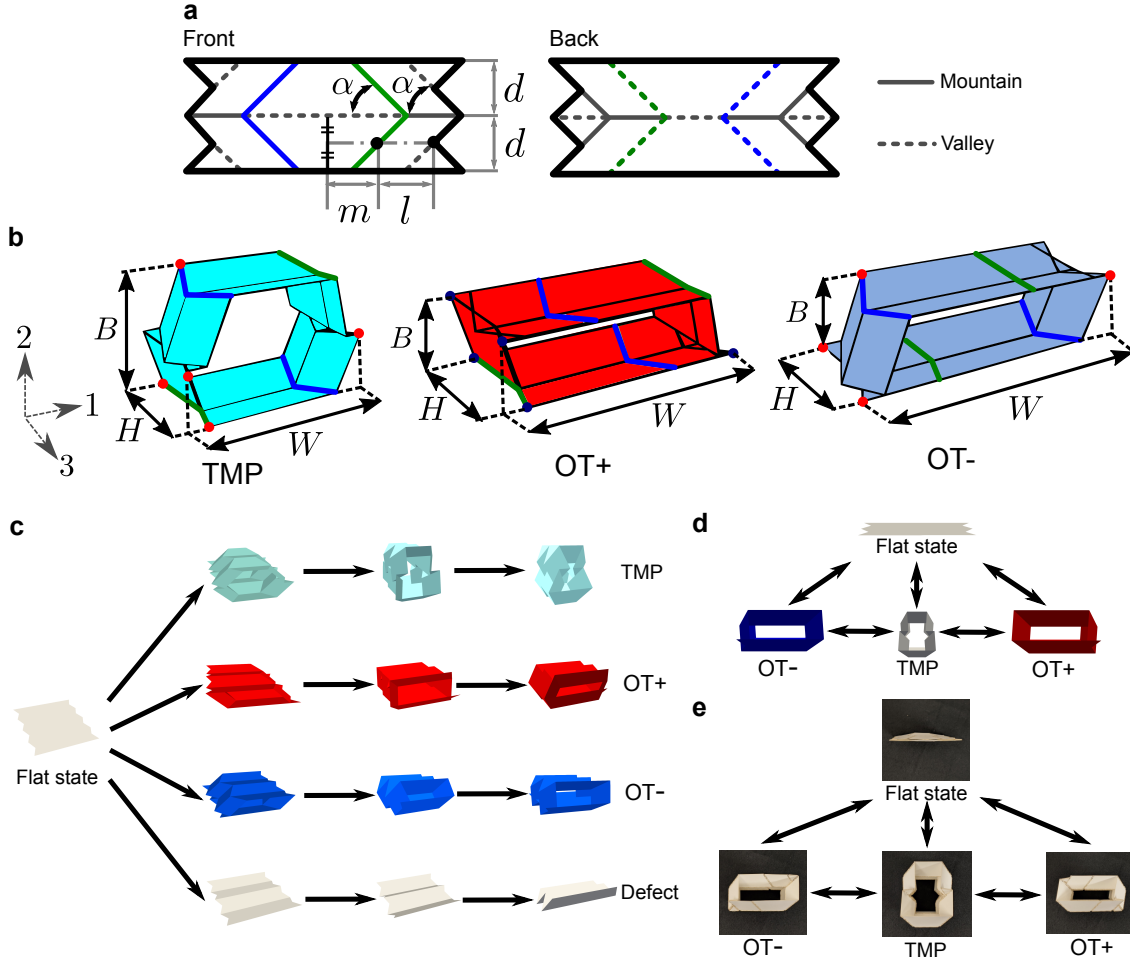 a
Front
Back
α
α
d
d
m
l
Mountain
Valley
b
B
H
W
TMP
B
H
W
OT+
B
H
W
OT-
2
1
3
c
Flat state
TMP
OT+
OT-
Defect
d
Flat state
OT-
TMP
OT+
e
Flat state
OT-
TMP
OT+